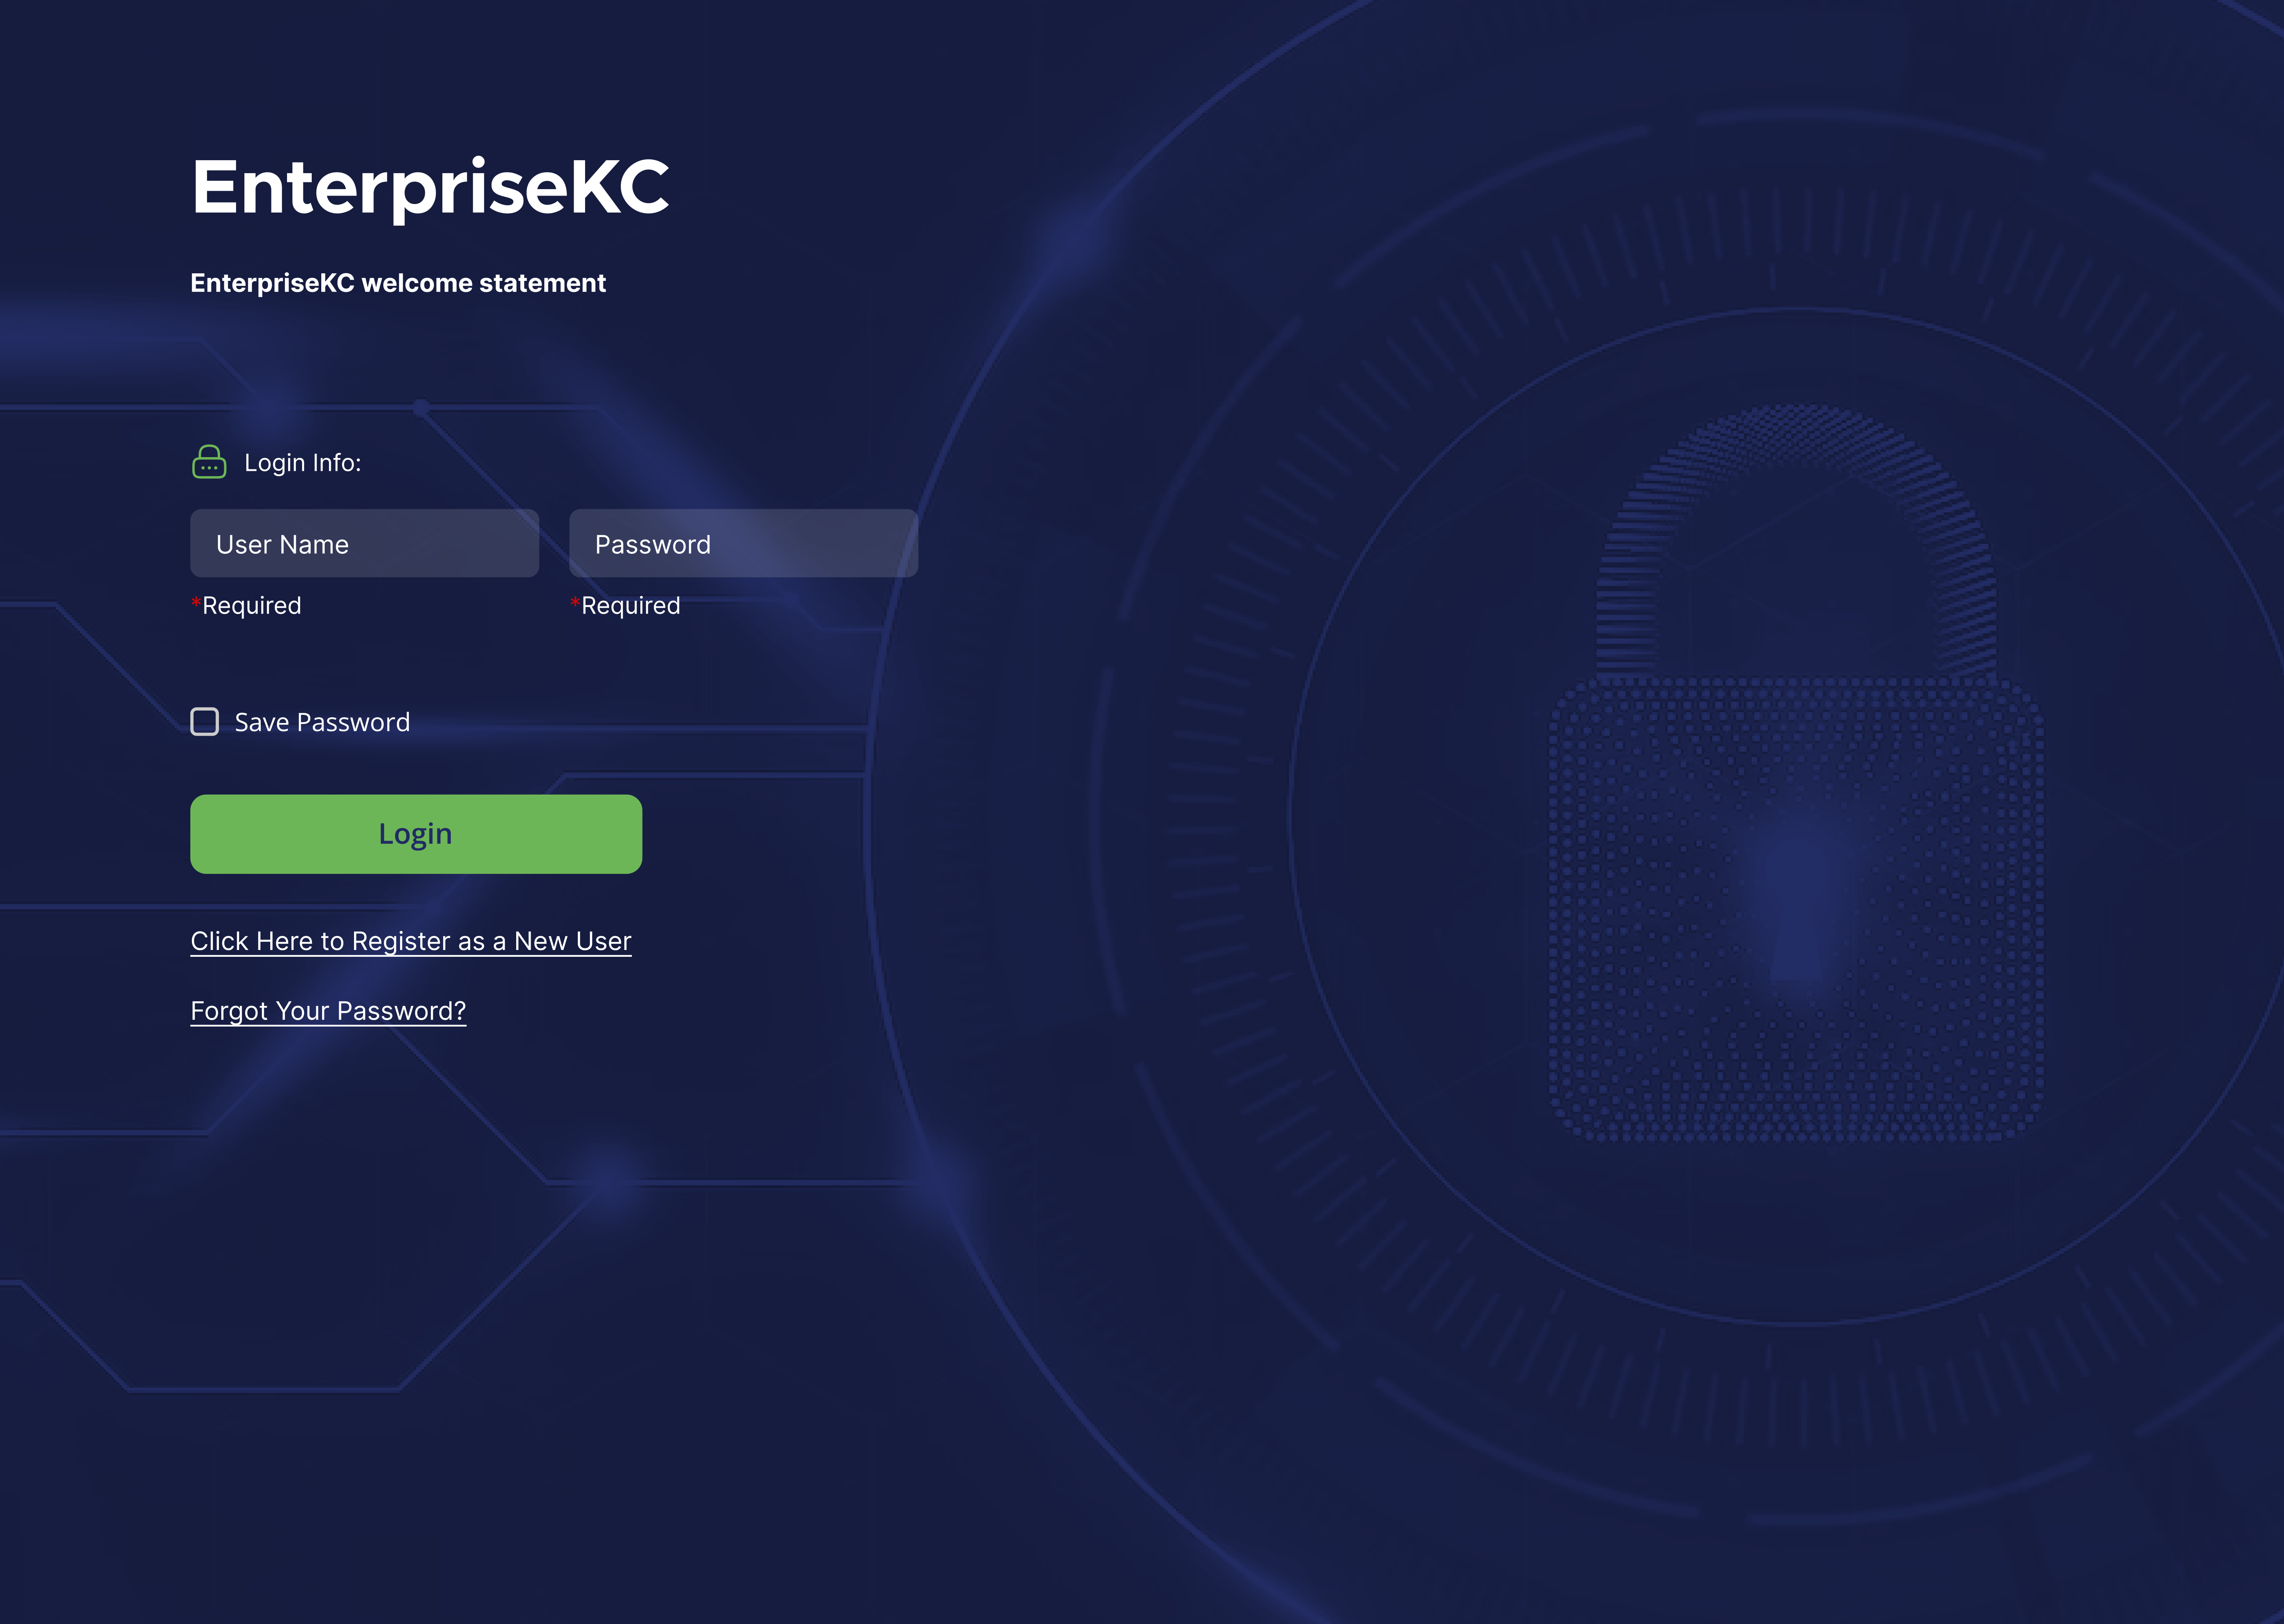 EnterpriseKC
EnterpriseKC welcome statement
Login Info:
User Name
Password
*Required
*Required
Save Password
Login
Click Here to Register as a New User
Forgot Your Password?